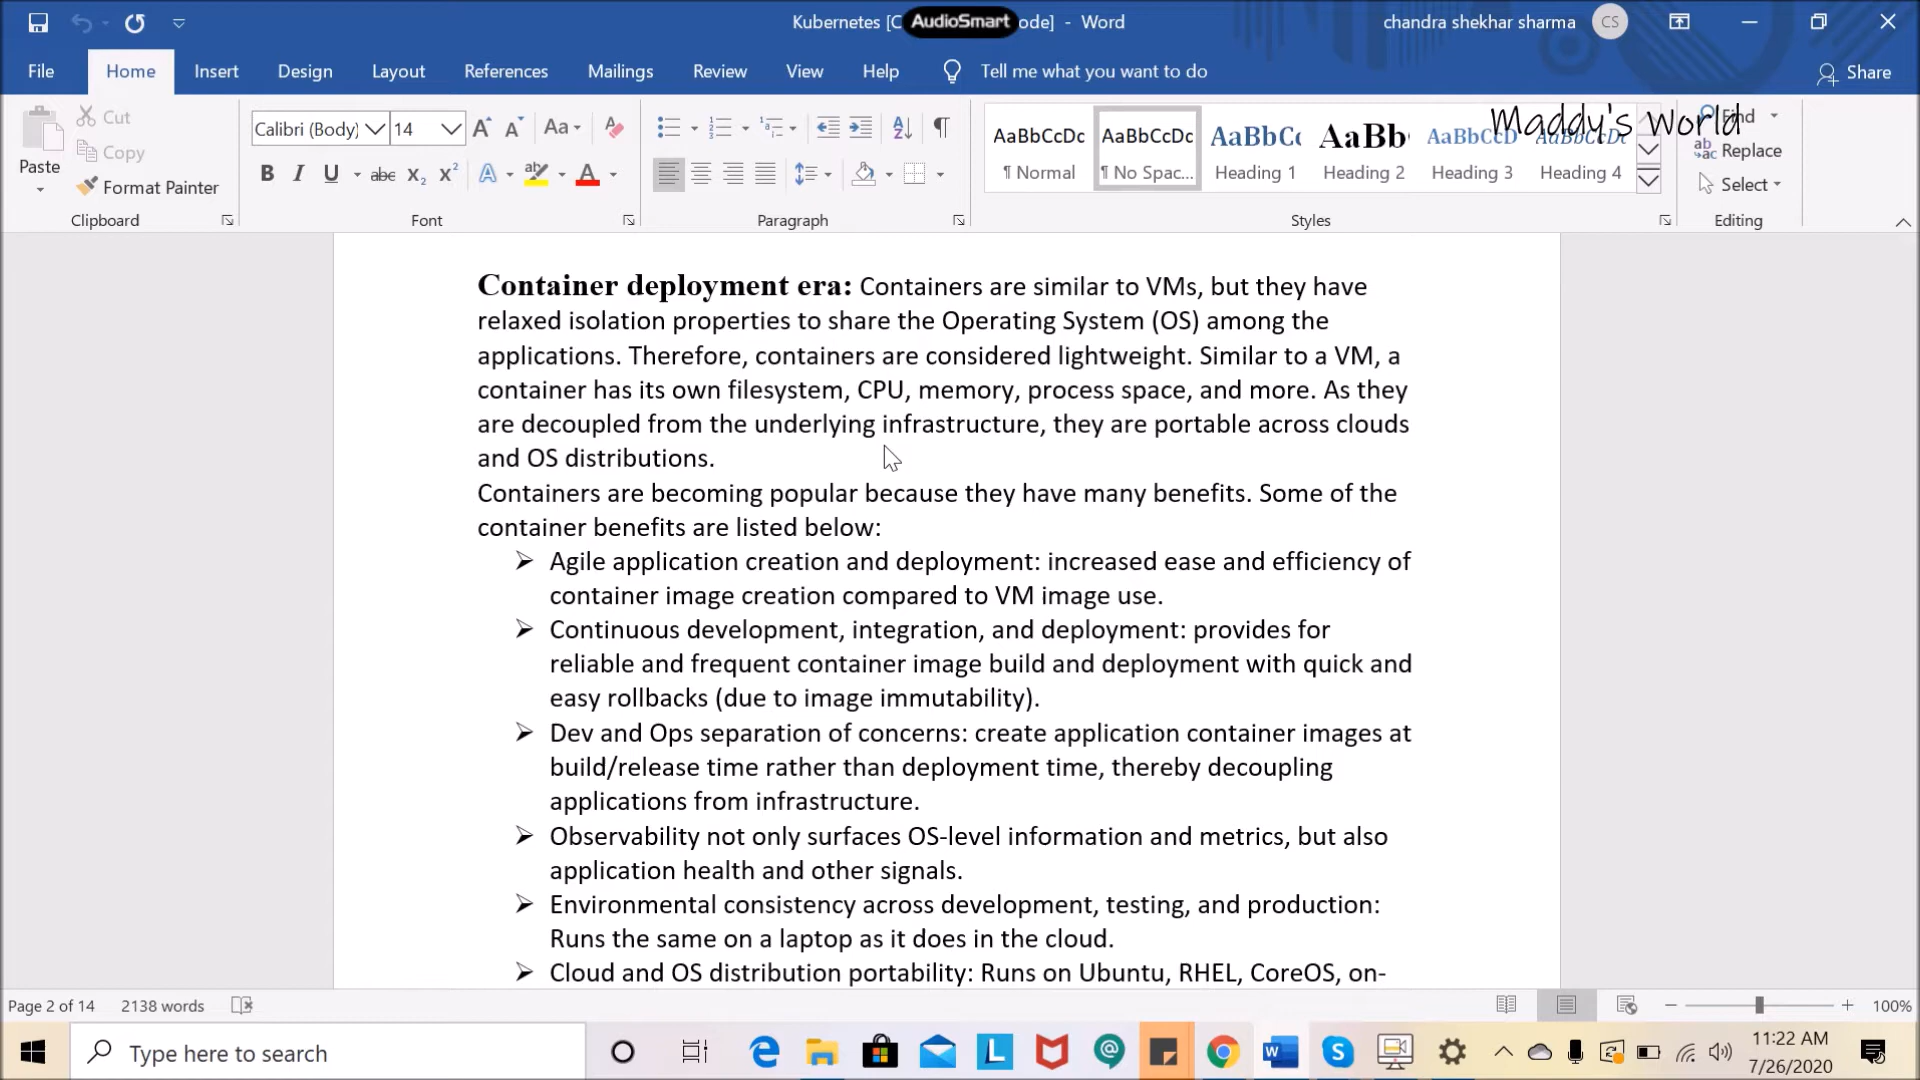 Kubernetes [C AudioSmart ode] - Word
chandra shekhar sharma CS
File Home Insert Design Layout References Mailings Review View Help Tell me what you want to do Share
Maddy's World
Paste
Cut
Copy
Format Painter
Clipboard
Calibri (Body) 14 Aa
B I U abc X₂ X² A A
Font
Paragraph
AaBbCcDc AaBbCcDc AaBbC AaBb AaBbCcD AaBbCcDc
¶ Normal ¶ No Spac... Heading 1 Heading 2 Heading 3 Heading 4
Styles
Find
Replace
Select
Editing
Container deployment era: Containers are similar to VMs, but they have
relaxed isolation properties to share the Operating System (OS) among the
applications. Therefore, containers are considered lightweight. Similar to a VM, a
container has its own filesystem, CPU, memory, process space, and more. As they
are decoupled from the underlying infrastructure, they are portable across clouds
and OS distributions.
Containers are becoming popular because they have many benefits. Some of the
container benefits are listed below:
➢ Agile application creation and deployment: increased ease and efficiency of
container image creation compared to VM image use.
➢ Continuous development, integration, and deployment: provides for
reliable and frequent container image build and deployment with quick and
easy rollbacks (due to image immutability).
➢ Dev and Ops separation of concerns: create application container images at
build/release time rather than deployment time, thereby decoupling
applications from infrastructure.
➢ Observability not only surfaces OS-level information and metrics, but also
application health and other signals.
➢ Environmental consistency across development, testing, and production:
Runs the same on a laptop as it does in the cloud.
➢ Cloud and OS distribution portability: Runs on Ubuntu, RHEL, CoreOS, on-
Page 2 of 14 2138 words 100%
Type here to search
11:22 AM
7/26/2020